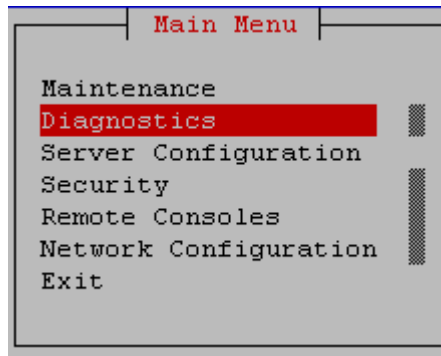 Main Menu
Maintenance
Diagnostics
Server Configuration
Security
Remote Consoles
Network Configuration
Exit